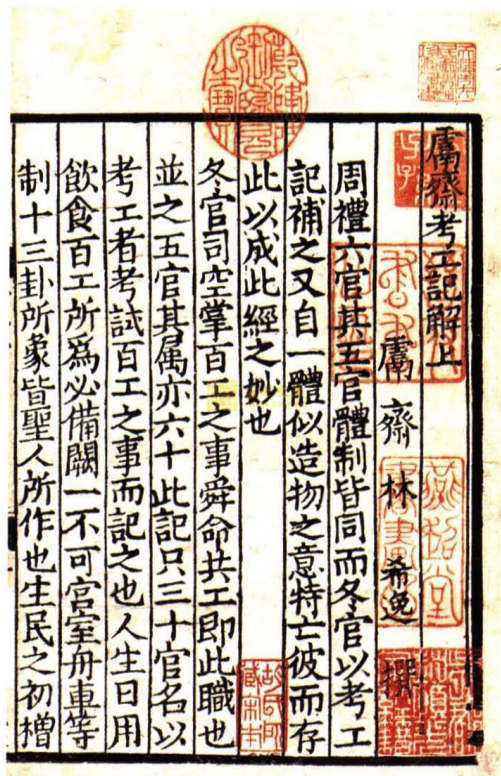 鬳齋考工記解上
鬳齋林希逸撰
周禮六官其五官體制皆同而冬官以考工
記補之又自一體似造物之意特亡彼而存
此以成此經之妙也
冬官司空掌百工之事舜命共工即此職也
並之五官其属亦六十此記只三十官名以
考工者考試百工之事而記之也人生日用
飲食百工所爲必備闕一不可宫室舟車等
制十三卦所象皆聖人所作也生民之初橧